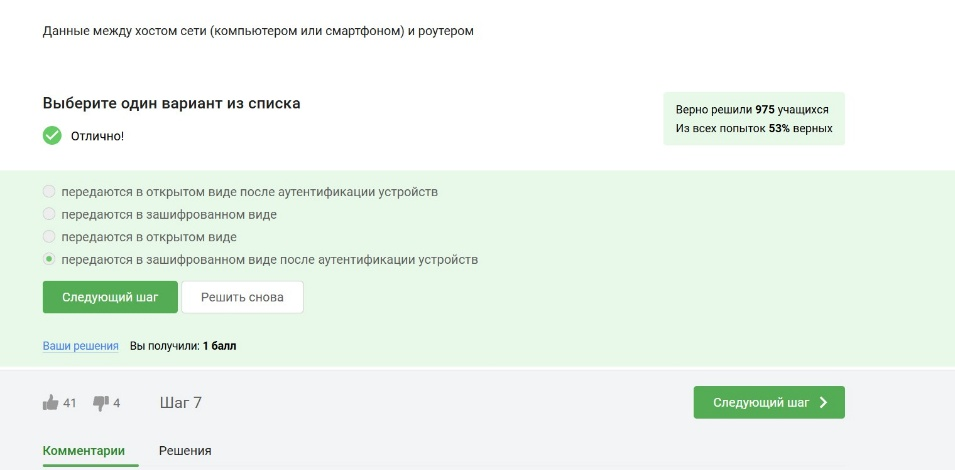 Данные между хостом сети (компьютером или смартфоном) и роутером
Выберите один вариант из списка
Отлично!
Верно решили 975 учащихся
Из всех попыток 53% верных
передаются в открытом виде после аутентификации устройств
передаются в зашифрованном виде
передаются в открытом виде
передаются в зашифрованном виде после аутентификации устройств
Следующий шаг
Решить снова
Ваши решения Вы получили: 1 балл
41
4
Шаг 7
Следующий шаг
Комментарии
Решения